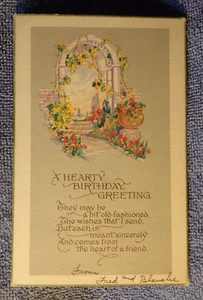 A HEARTY
BIRTHDAY
GREETING
They may be
a bit old fashioned,
The wishes that I send,
But each is
meant sincerely
And comes from
the heart of a friend.
From
Fred and Blanche